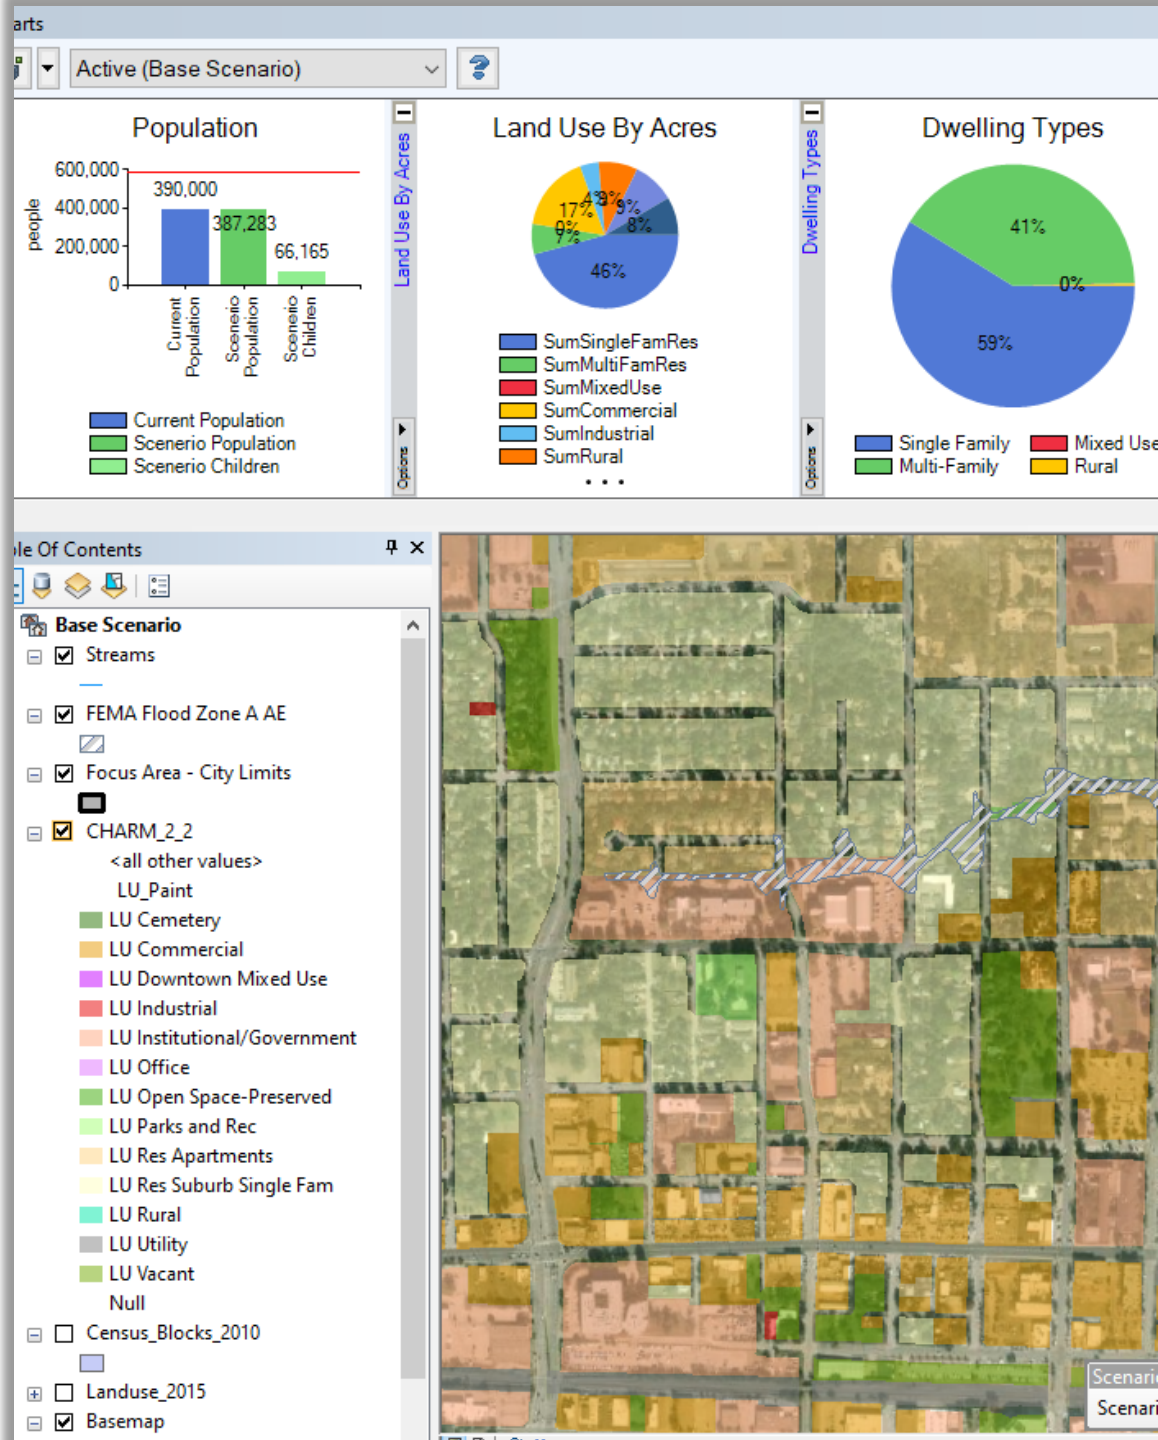 arts
Active (Base Scenario)
Population
600,000
400,000
200,000
0
people
390,000
387,283
66,165
Current Population
Scenerio Population
Scenerio Children
Current Population
Scenerio Population
Scenerio Children
Land Use By Acres
Options
Land Use By Acres
4%
9%
9%
17%
0%
7%
8%
46%
SumSingleFamRes
SumMultiFamRes
SumMixedUse
SumCommercial
SumIndustrial
SumRural
...
Dwelling Types
Options
Dwelling Types
41%
0%
59%
Single Family
Mixed Use
Multi-Family
Rural
le Of Contents
Base Scenario
Streams
FEMA Flood Zone A AE
Focus Area - City Limits
CHARM_2_2
<all other values>
LU_Paint
LU Cemetery
LU Commercial
LU Downtown Mixed Use
LU Industrial
LU Institutional/Government
LU Office
LU Open Space-Preserved
LU Parks and Rec
LU Res Apartments
LU Res Suburb Single Fam
LU Rural
LU Utility
LU Vacant
Null
Census_Blocks_2010
Landuse_2015
Basemap
Scenari
Scenari